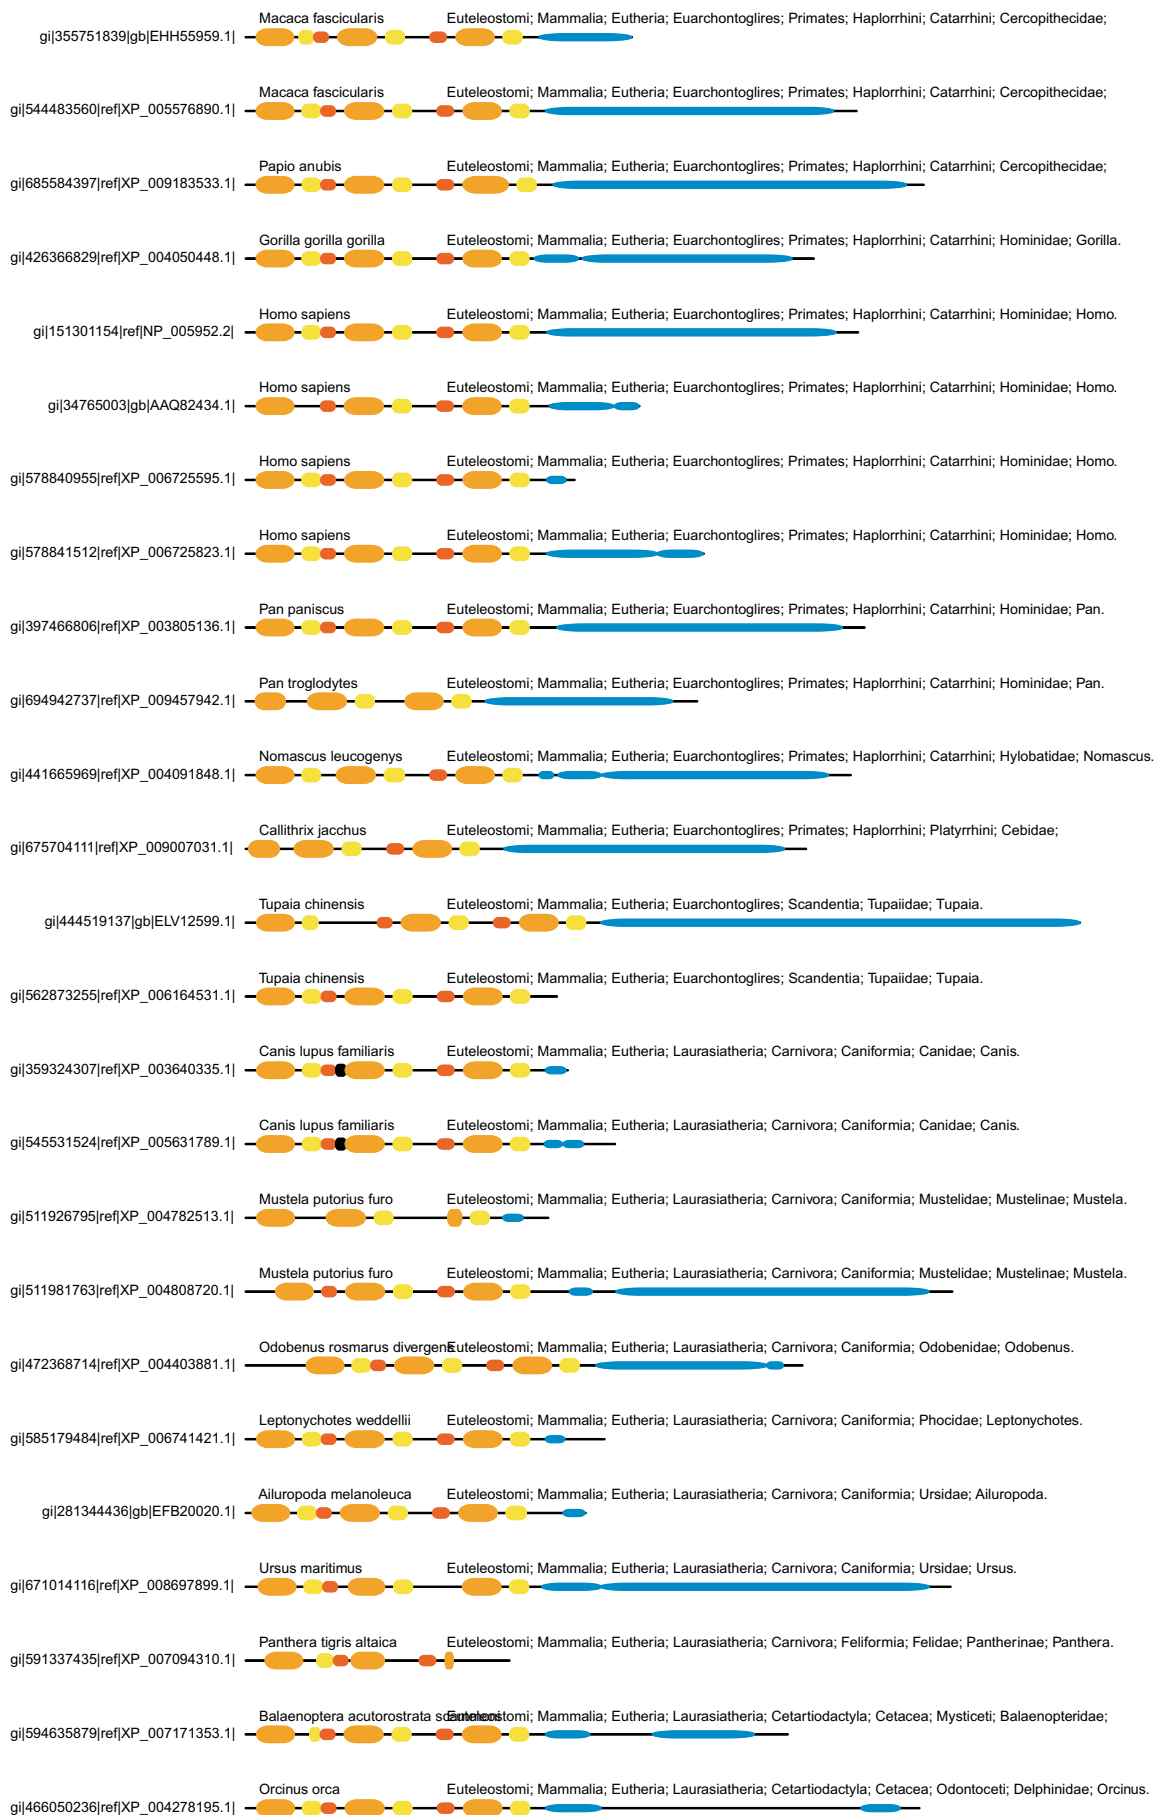 Macaca fascicularis Euteleostomi; Mammalia; Eutheria; Euarchontoglires; Primates; Haplorrhini; Catarrhini; Cercopithecidae;
gi|355751839|gb|EHH55959.1|
Macaca fascicularis Euteleostomi; Mammalia; Eutheria; Euarchontoglires; Primates; Haplorrhini; Catarrhini; Cercopithecidae;
gi|544483560|ref|XP_005576890.1|
Papio anubis Euteleostomi; Mammalia; Eutheria; Euarchontoglires; Primates; Haplorrhini; Catarrhini; Cercopithecidae;
gi|685584397|ref|XP_009183533.1|
Gorilla gorilla gorilla Euteleostomi; Mammalia; Eutheria; Euarchontoglires; Primates; Haplorrhini; Catarrhini; Hominidae; Gorilla.
gi|426366829|ref|XP_004050448.1|
Homo sapiens Euteleostomi; Mammalia; Eutheria; Euarchontoglires; Primates; Haplorrhini; Catarrhini; Hominidae; Homo.
gi|151301154|ref|NP_005952.2|
Homo sapiens Euteleostomi; Mammalia; Eutheria; Euarchontoglires; Primates; Haplorrhini; Catarrhini; Hominidae; Homo.
gi|34765003|gb|AAQ82434.1|
Homo sapiens Euteleostomi; Mammalia; Eutheria; Euarchontoglires; Primates; Haplorrhini; Catarrhini; Hominidae; Homo.
gi|578840955|ref|XP_006725595.1|
Homo sapiens Euteleostomi; Mammalia; Eutheria; Euarchontoglires; Primates; Haplorrhini; Catarrhini; Hominidae; Homo.
gi|578841512|ref|XP_006725823.1|
Pan paniscus Euteleostomi; Mammalia; Eutheria; Euarchontoglires; Primates; Haplorrhini; Catarrhini; Hominidae; Pan.
gi|397466806|ref|XP_003805136.1|
Pan troglodytes Euteleostomi; Mammalia; Eutheria; Euarchontoglires; Primates; Haplorrhini; Catarrhini; Hominidae; Pan.
gi|694942737|ref|XP_009457942.1|
Nomascus leucogenys Euteleostomi; Mammalia; Eutheria; Euarchontoglires; Primates; Haplorrhini; Catarrhini; Hylobatidae; Nomascus.
gi|441665969|ref|XP_004091848.1|
Callithrix jacchus Euteleostomi; Mammalia; Eutheria; Euarchontoglires; Primates; Haplorrhini; Platyrrhini; Cebidae;
gi|675704111|ref|XP_009007031.1|
Tupaia chinensis Euteleostomi; Mammalia; Eutheria; Euarchontoglires; Scandentia; Tupaiidae; Tupaia.
gi|444519137|gb|ELV12599.1|
Tupaia chinensis Euteleostomi; Mammalia; Eutheria; Euarchontoglires; Scandentia; Tupaiidae; Tupaia.
gi|562873255|ref|XP_006164531.1|
Canis lupus familiaris Euteleostomi; Mammalia; Eutheria; Laurasiatheria; Carnivora; Caniformia; Canidae; Canis.
gi|359324307|ref|XP_003640335.1|
Canis lupus familiaris Euteleostomi; Mammalia; Eutheria; Laurasiatheria; Carnivora; Caniformia; Canidae; Canis.
gi|545531524|ref|XP_005631789.1|
Mustela putorius furo Euteleostomi; Mammalia; Eutheria; Laurasiatheria; Carnivora; Caniformia; Mustelidae; Mustelinae; Mustela.
gi|511926795|ref|XP_004782513.1|
Mustela putorius furo Euteleostomi; Mammalia; Eutheria; Laurasiatheria; Carnivora; Caniformia; Mustelidae; Mustelinae; Mustela.
gi|511981763|ref|XP_004808720.1|
Odobenus rosmarus divergens Euteleostomi; Mammalia; Eutheria; Laurasiatheria; Carnivora; Caniformia; Odobenidae; Odobenus.
gi|472368714|ref|XP_004403881.1|
Leptonychotes weddellii Euteleostomi; Mammalia; Eutheria; Laurasiatheria; Carnivora; Caniformia; Phocidae; Leptonychotes.
gi|585179484|ref|XP_006741421.1|
Ailuropoda melanoleuca Euteleostomi; Mammalia; Eutheria; Laurasiatheria; Carnivora; Caniformia; Ursidae; Ailuropoda.
gi|281344436|gb|EFB20020.1|
Ursus maritimus Euteleostomi; Mammalia; Eutheria; Laurasiatheria; Carnivora; Caniformia; Ursidae; Ursus.
gi|671014116|ref|XP_008697899.1|
Panthera tigris altaica Euteleostomi; Mammalia; Eutheria; Laurasiatheria; Carnivora; Feliformia; Felidae; Pantherinae; Panthera.
gi|591337435|ref|XP_007094310.1|
Balaenoptera acutorostrata scammoni Euteleostomi; Mammalia; Eutheria; Laurasiatheria; Cetartiodactyla; Cetacea; Mysticeti; Balaenopteridae;
gi|594635879|ref|XP_007171353.1|
Orcinus orca Euteleostomi; Mammalia; Eutheria; Laurasiatheria; Cetartiodactyla; Cetacea; Odontoceti; Delphinidae; Orcinus.
gi|466050236|ref|XP_004278195.1|